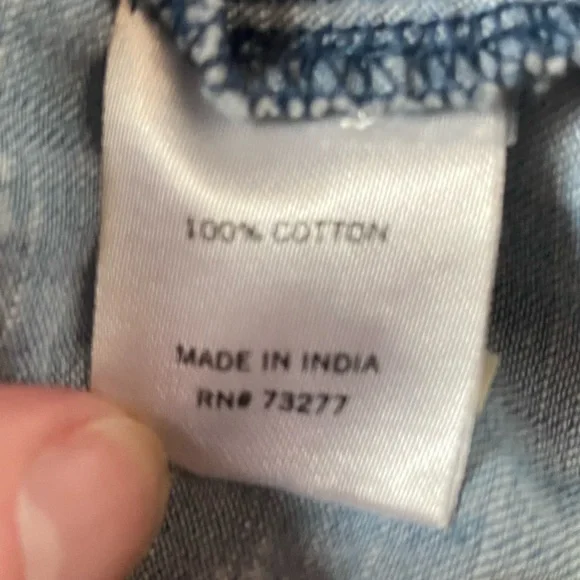 100% COTTON
MADE IN INDIA
RN# 73277